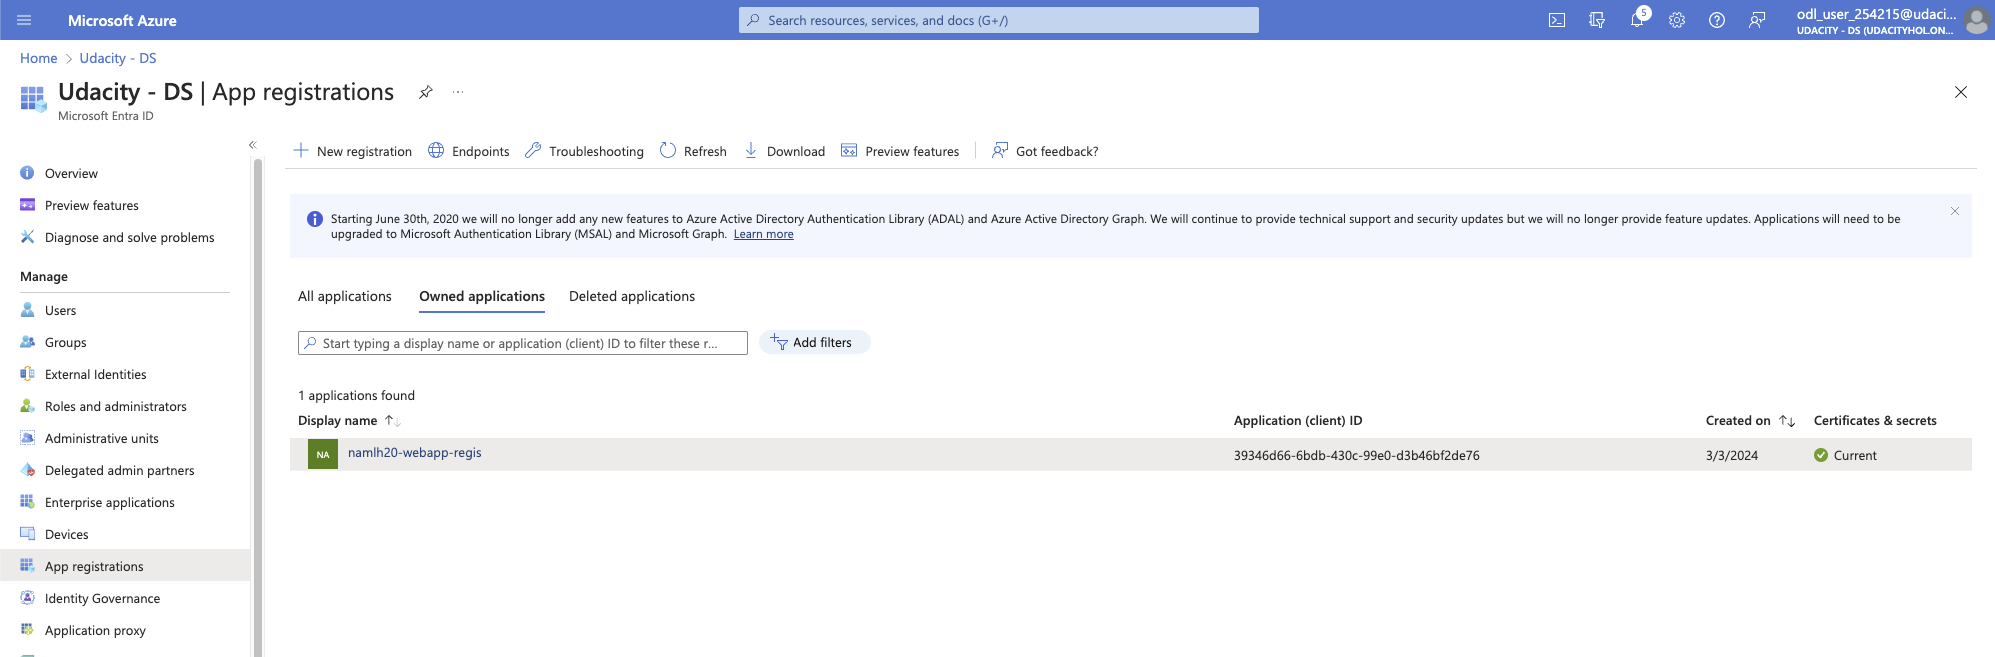 Microsoft Azure
Search resources, services, and docs (G+/)
5
odl_user_254215@udaci...
UDACITY - DS (UDACITYHOL.ON...
Home > Udacity - DS
Udacity - DS | App registrations
Microsoft Entra ID
New registration
Endpoints
Troubleshooting
Refresh
Download
Preview features
Got feedback?
Overview
Preview features
Diagnose and solve problems
Manage
Users
Groups
External Identities
Roles and administrators
Administrative units
Delegated admin partners
Enterprise applications
Devices
App registrations
Identity Governance
Application proxy
Starting June 30th, 2020 we will no longer add any new features to Azure Active Directory Authentication Library (ADAL) and Azure Active Directory Graph. We will continue to provide technical support and security updates but we will no longer provide feature updates. Applications will need to be
upgraded to Microsoft Authentication Library (MSAL) and Microsoft Graph. Learn more
All applications
Owned applications
Deleted applications
Start typing a display name or application (client) ID to filter these r...
Add filters
1 applications found
Display name
Application (client) ID
Created on
Certificates & secrets
NA
namlh20-webapp-regis
39346d66-6bdb-430c-99e0-d3b46bf2de76
3/3/2024
Current